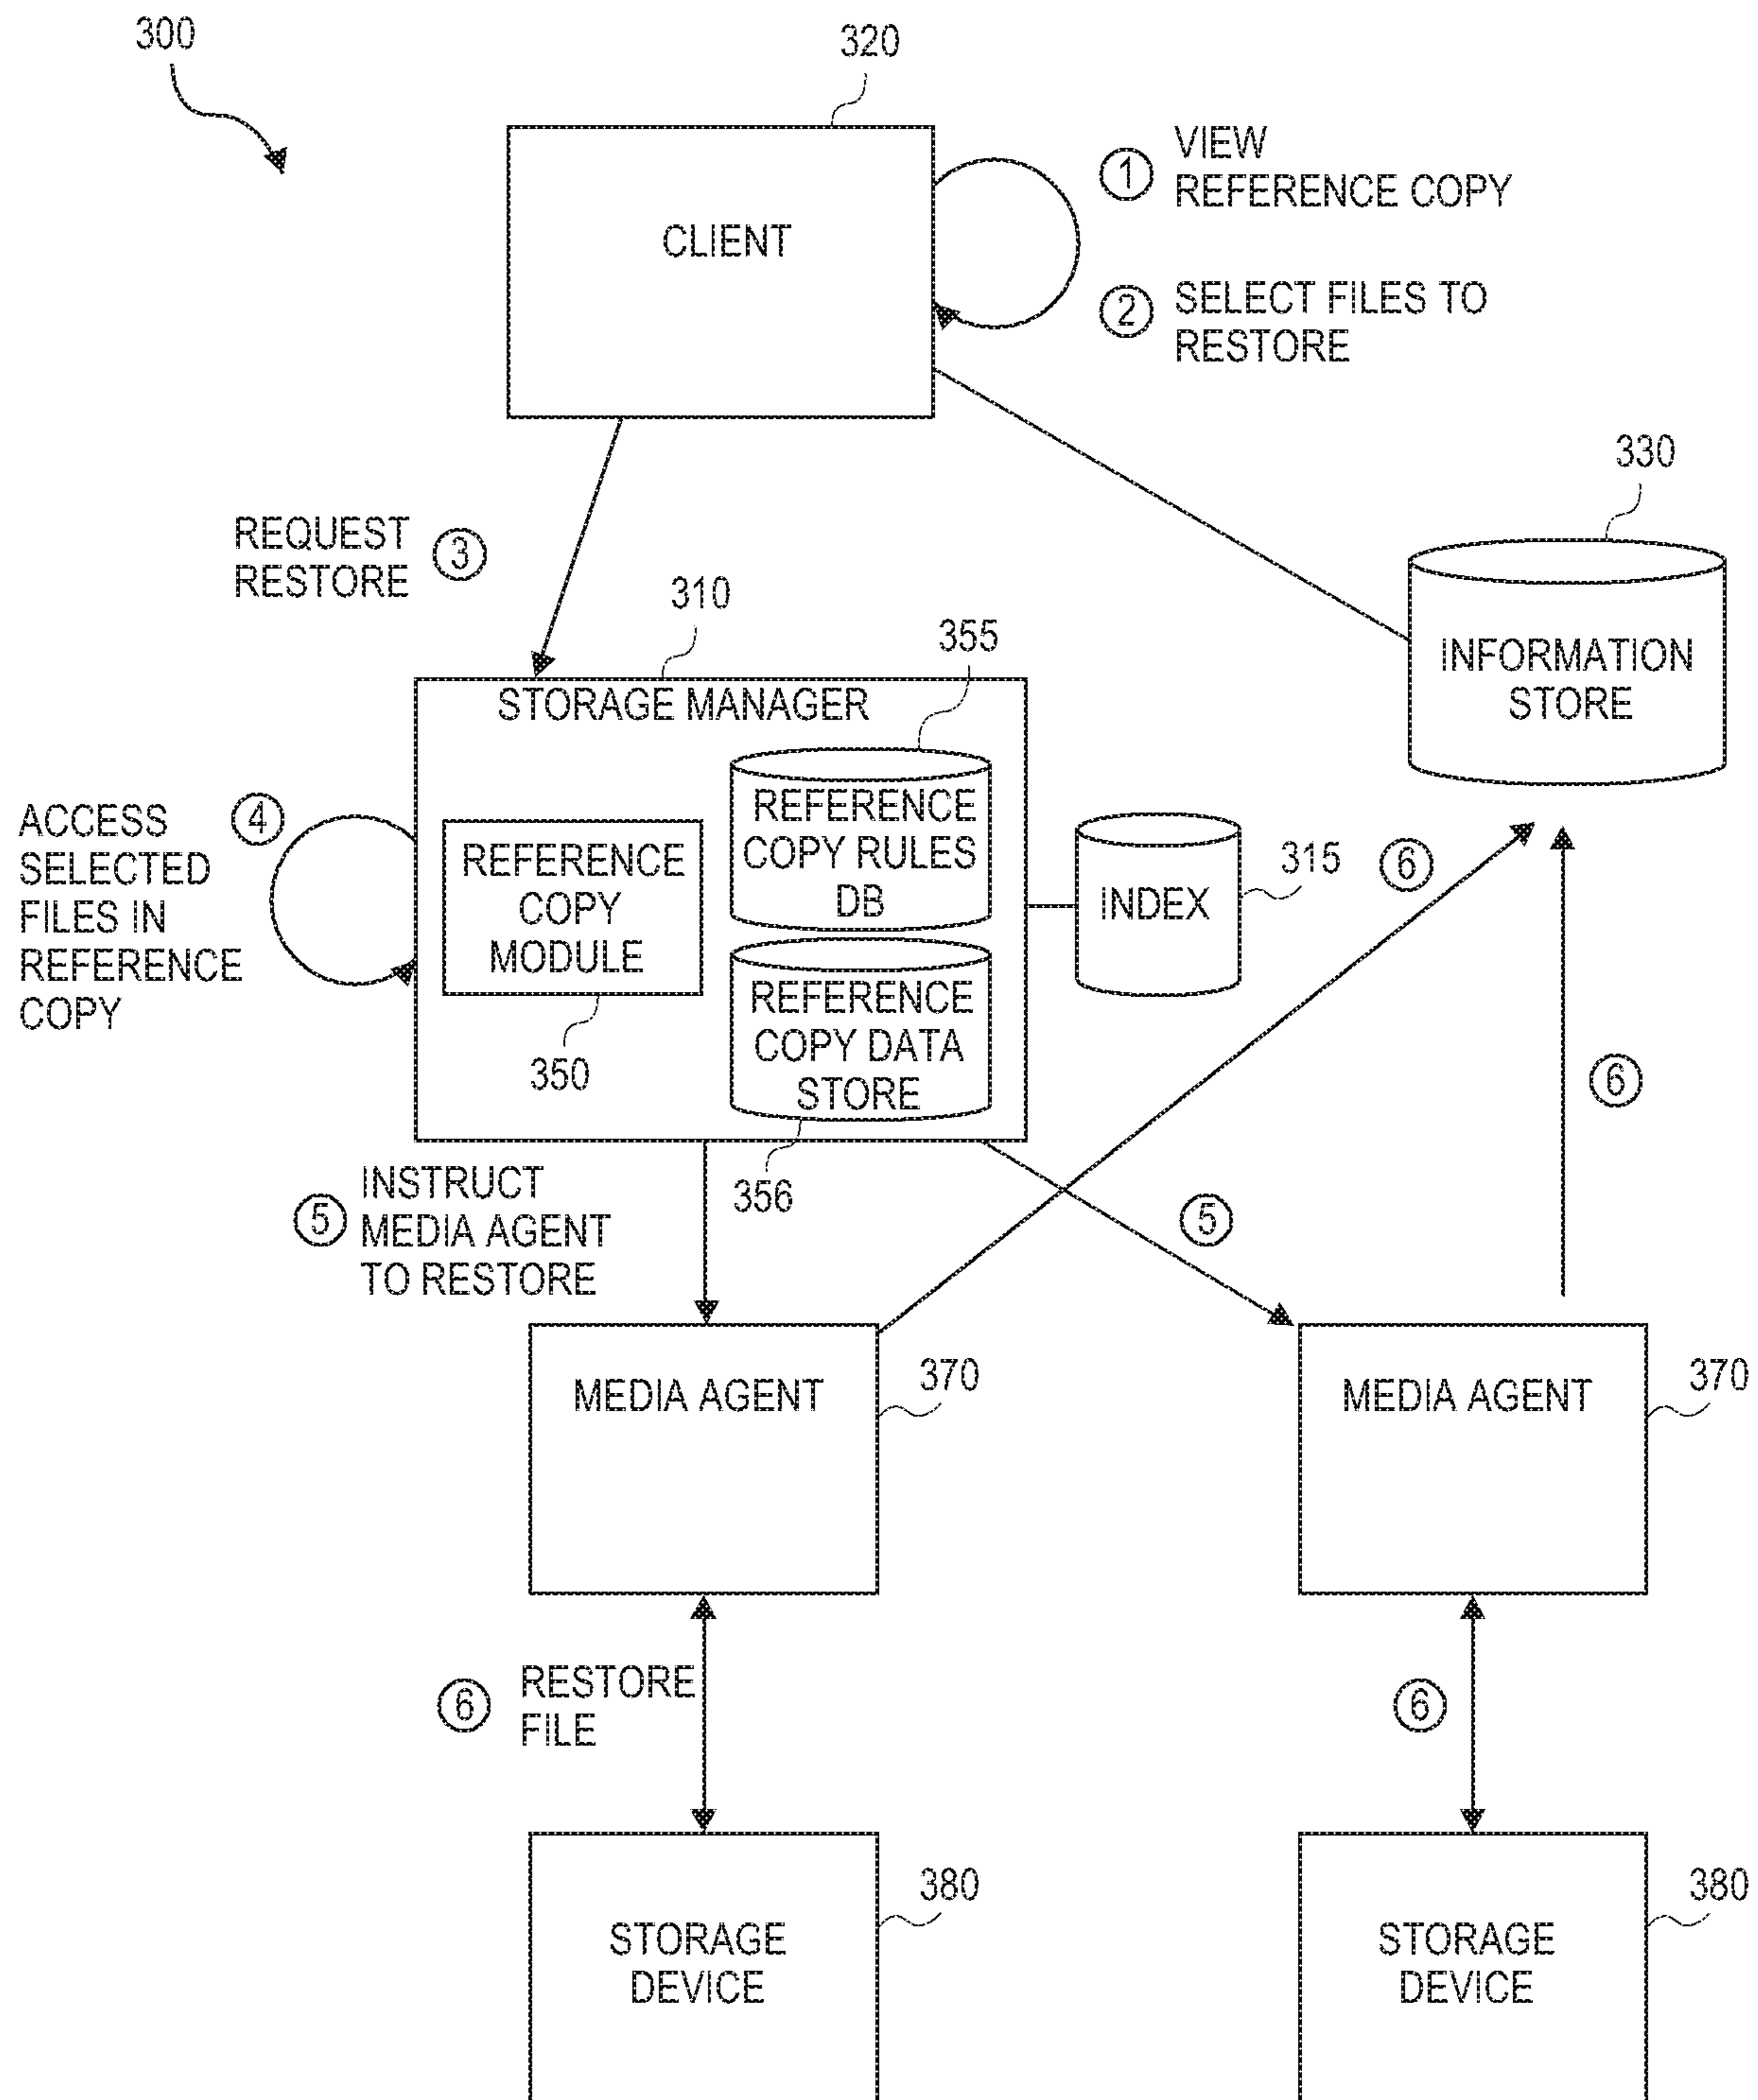 300
320
CLIENT
1
VIEW
REFERENCE COPY
2
SELECT FILES TO
RESTORE
REQUEST
RESTORE
3
330
INFORMATION
STORE
310
355
STORAGE MANAGER
ACCESS
SELECTED
FILES IN
REFERENCE
COPY
4
REFERENCE
COPY
MODULE
350
REFERENCE
COPY RULES
DB
REFERENCE
COPY DATA
STORE
356
INDEX
315
6
6
5
INSTRUCT
MEDIA AGENT
TO RESTORE
5
MEDIA AGENT
370
MEDIA AGENT
370
6
RESTORE
FILE
6
STORAGE
DEVICE
380
STORAGE
DEVICE
380